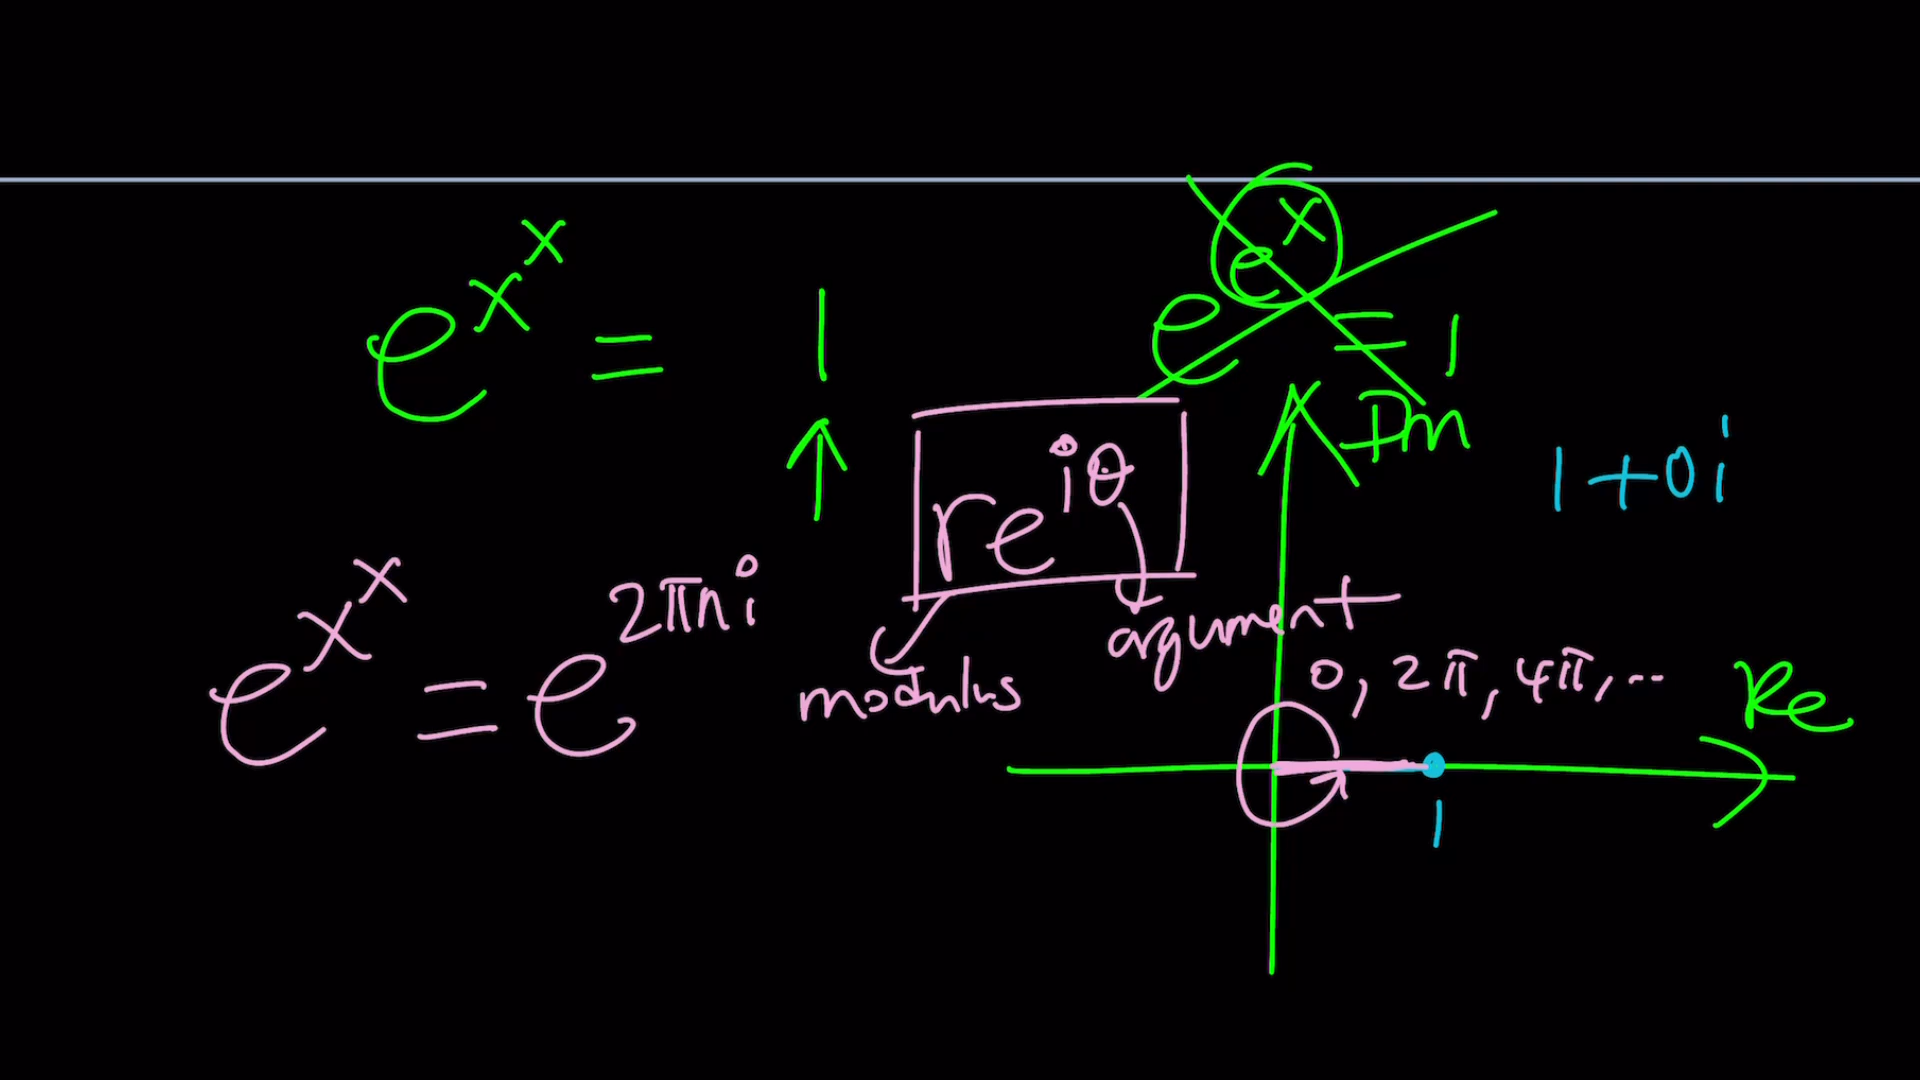 e^{x^x} = 1
e^{e^x} = 1
Im
1+0i
re^{iθ}
e^{x^x} = e^{2πni}
modulus
argument
0, 2π, 4π, ...
Re
1